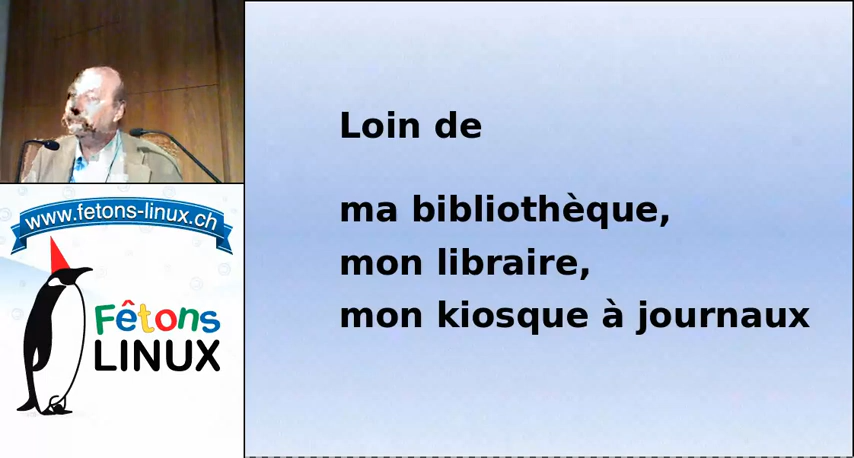 www.fetons-linux.ch
Fêtons
LINUX
Loin de
ma bibliothèque,
mon libraire,
mon kiosque à journaux